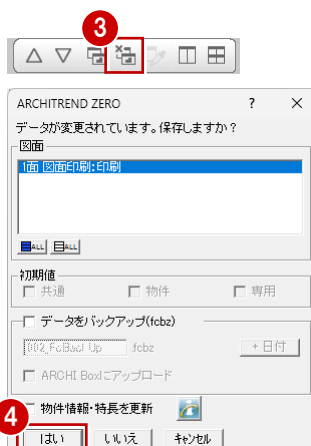 3
ARCHITREND ZERO ? ×
データが変更されています。保存しますか？
図面
1面 図面印刷:印刷
ALL ALL
初期値
共通 物件 専用
データをバックアップ(fcbz)
002_FcBacl Up .fcbz +日付
ARCHI Boxにアップロード
物件情報・特長を更新
4
はい いいえ キャンセル